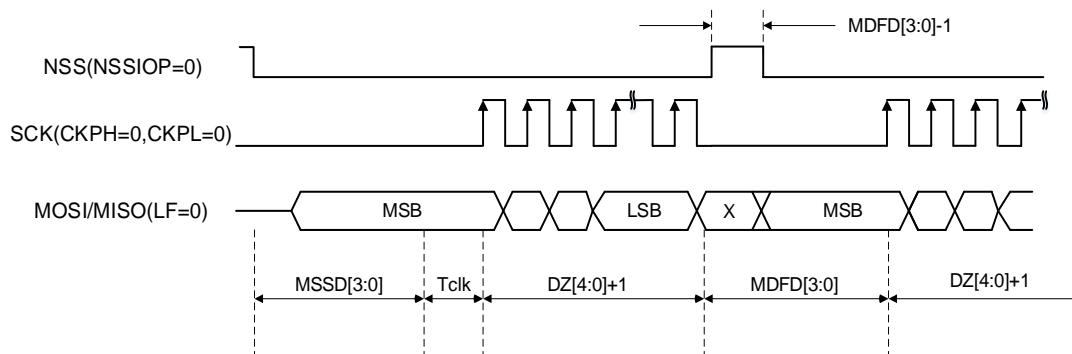 MDFD[3:0]-1
NSS(NSSIOP=0)
SCK(CKPH=0,CKPL=0)
MOSI/MISO(LF=0) MSB LSB X MSB
MSSD[3:0] Tclk DZ[4:0]+1 MDFD[3:0] DZ[4:0]+1